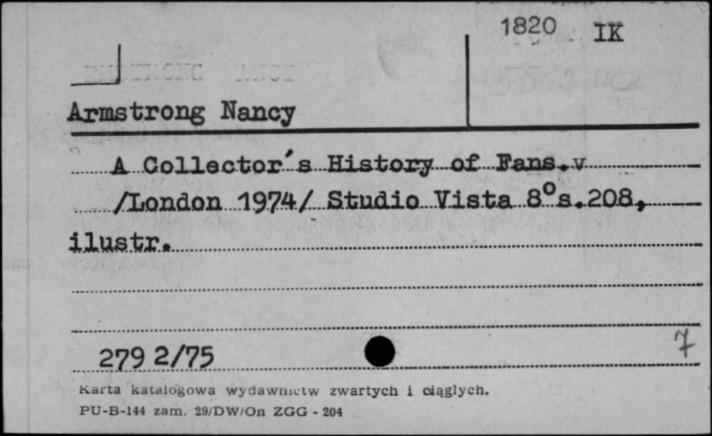 1820 IK
Armstrong Nancy
A Collector´s History of Fans.v
/London 1974/ Studio Vista 8°s.208,
ilustr.
279 2/75
7
Karta katalogowa wydawnictw zwartych i ciągłych.
PU-B-144 zam. 29/DW/On ZGG - 204